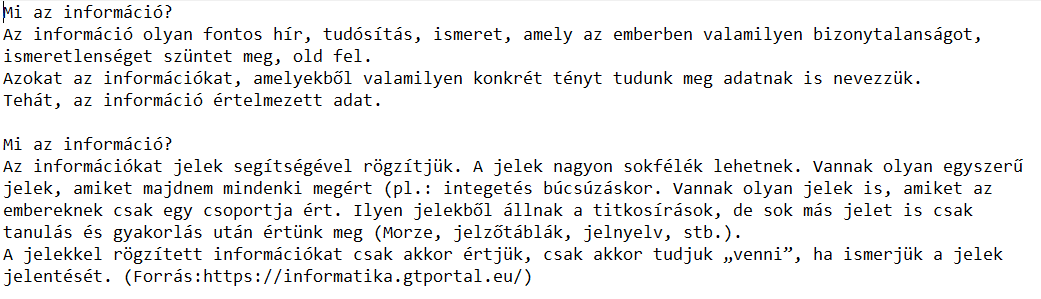 Mi az információ?
Az információ olyan fontos hír, tudósítás, ismeret, amely az emberben valamilyen bizonytalanságot,
ismeretlenséget szüntet meg, old fel.
Azokat az információkat, amelyekből valamilyen konkrét tényt tudunk meg adatnak is nevezzük.
Tehát, az információ értelmezett adat.

Mi az információ?
Az információkat jelek segítségével rögzítjük. A jelek nagyon sokfélék lehetnek. Vannak olyan egyszerű
jelek, amiket majdnem mindenki megért (pl.: integetés búcsúzáskor. Vannak olyan jelek is, amiket az
embereknek csak egy csoportja ért. Ilyen jelekből állnak a titkosírások, de sok más jelet is csak
tanulás és gyakorlás után értünk meg (Morze, jelzőtáblák, jelnyelv, stb.).
A jelekkel rögzített információkat csak akkor értjük, csak akkor tudjuk „venni”, ha ismerjük a jelek
jelentését. (Forrás:https://informatika.gtportal.eu/)